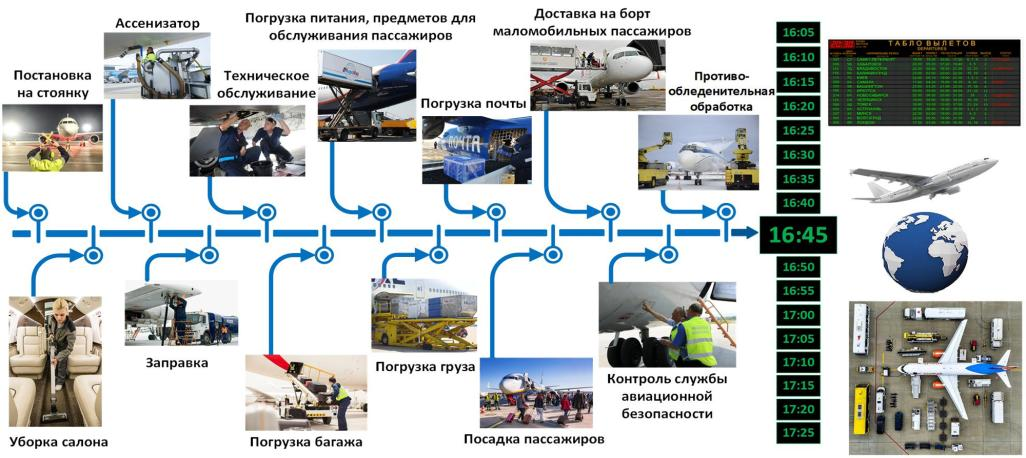 Постановка
на стоянку
Ассенизатор
Техническое
обслуживание
Погрузка питания, предметов для
обслуживания пассажиров
Погрузка почты
Доставка на борт
маломобильных пассажиров
Противо-
обледенительная
обработка
Уборка салона
Заправка
Погрузка багажа
Погрузка груза
Посадка пассажиров
Контроль службы
авиационной
безопасности
16:05
16:10
16:15
16:20
16:25
16:30
16:35
16:40
16:45
16:50
16:55
17:00
17:05
17:10
17:15
17:20
17:25
ТАБЛО ВЫЛЕТОВ
DEPARTURES